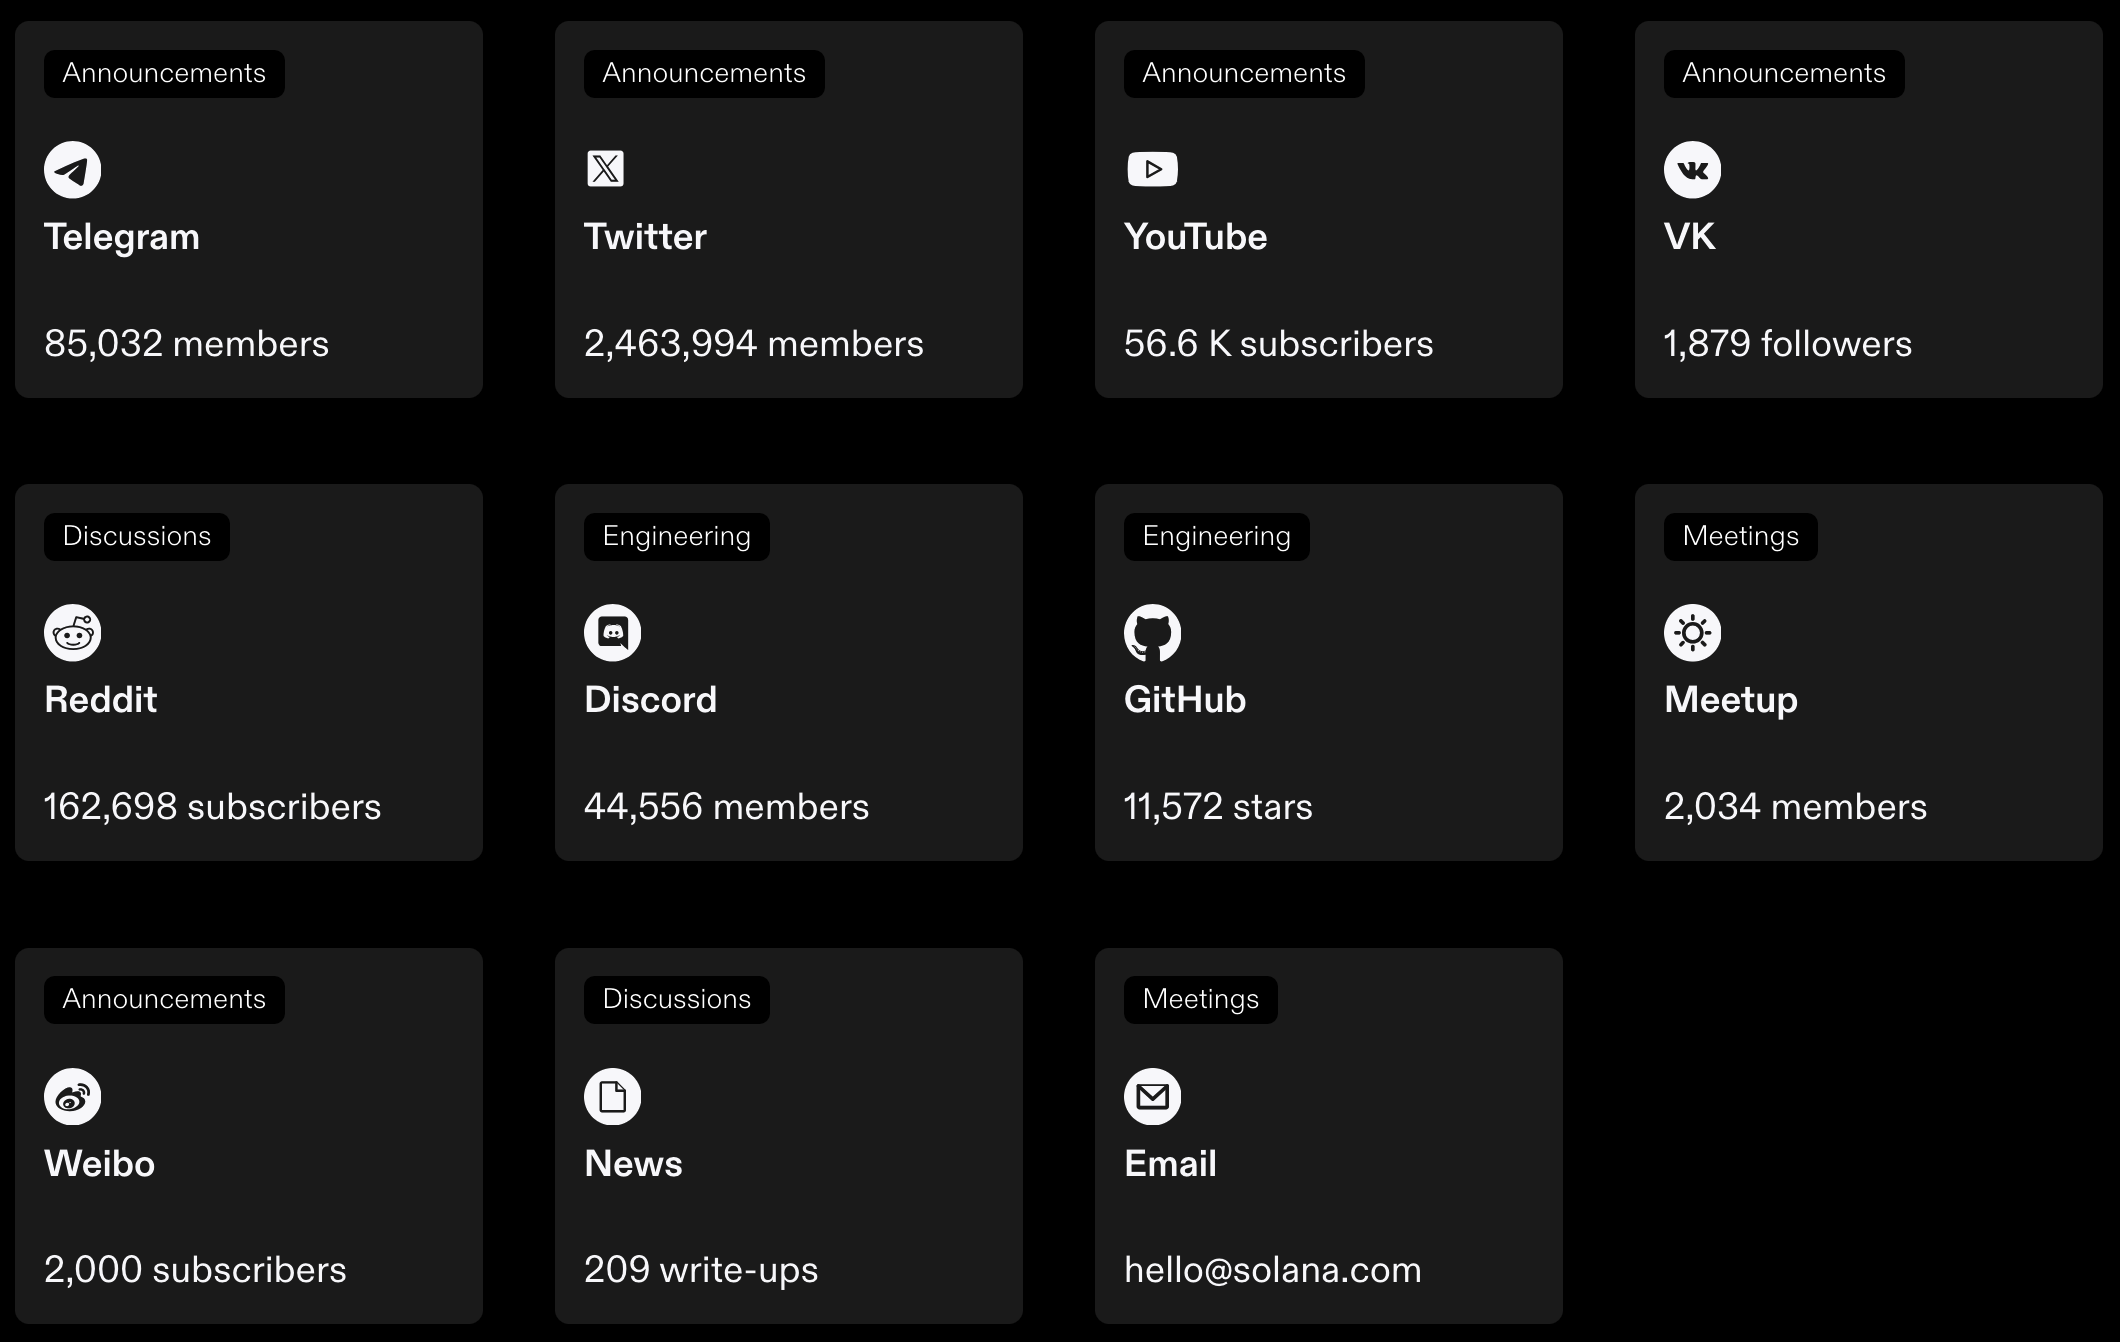 Announcements
Telegram
85,032 members
Announcements
Twitter
2,463,994 members
Announcements
YouTube
56.6 K subscribers
Announcements
VK
1,879 followers
Discussions
Reddit
162,698 subscribers
Engineering
Discord
44,556 members
Engineering
GitHub
11,572 stars
Meetings
Meetup
2,034 members
Announcements
Weibo
2,000 subscribers
Discussions
News
209 write-ups
Meetings
Email
hello@solana.com